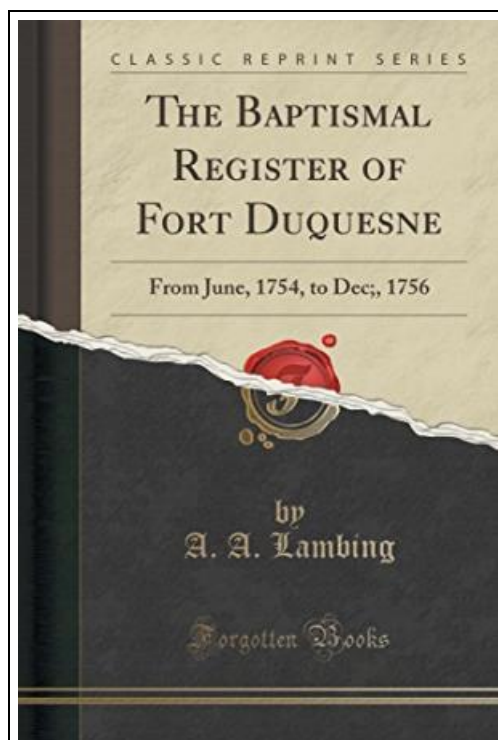 CLASSIC REPRINT SERIES
THE BAPTISMAL
REGISTER OF
FORT DUQUESNE
From June, 1754, to Dec;, 1756
by
A. A. Lambing
Forgotten Books